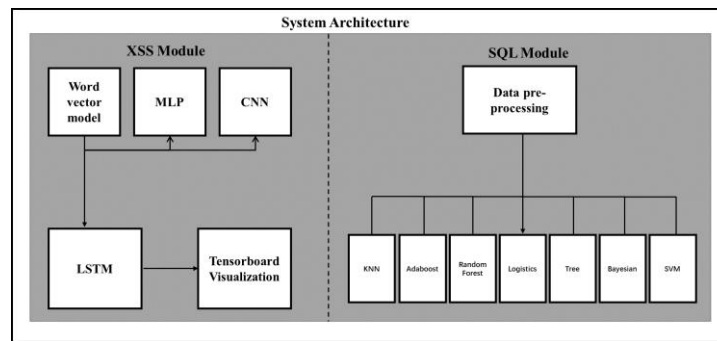 System Architecture
XSS Module
Word
vector
model
MLP
CNN
LSTM
Tensorboard
Visualization
SQL Module
Data pre-
processing
KNN
Adaboost
Random
Forest
Logistics
Tree
Bayesian
SVM